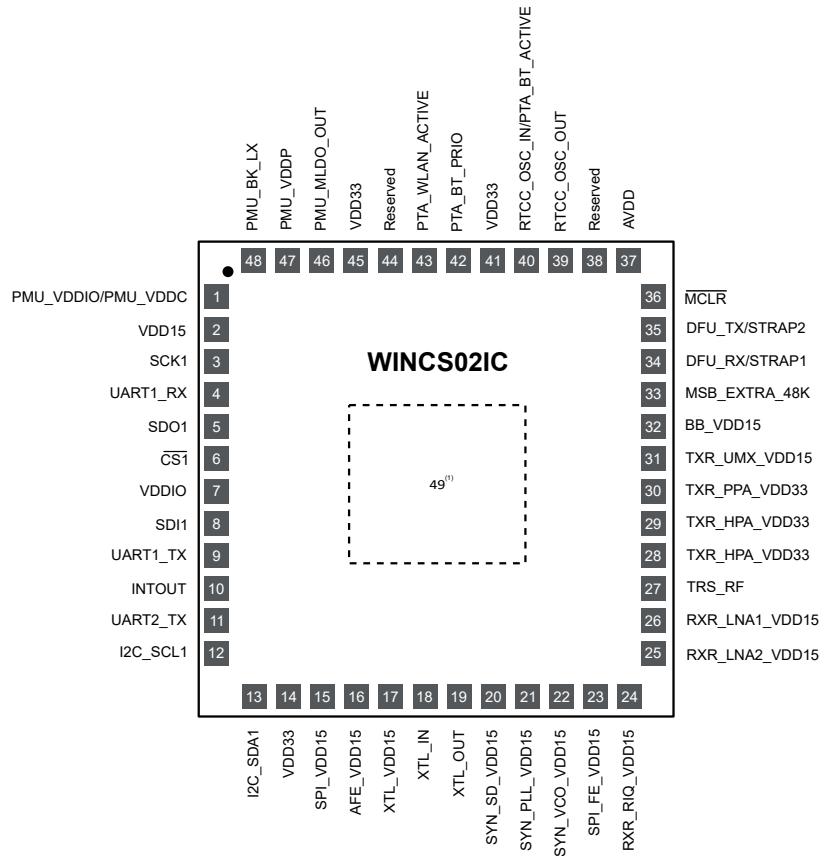 PMU_BK_LX
PMU_VDDP
PMU_MLDO_OUT
VDD33
Reserved
PTA_WLAN_ACTIVE
PTA_BT_PRIO
VDD33
RTCC_OSC_IN/PTA_BT_ACTIVE
RTCC_OSC_OUT
Reserved
AVDD
48 47 46 45 44 43 42 41 40 39 38 37
PMU_VDDIO/PMU_VDDC 1
VDD15 2
SCK1 3
UART1_RX 4
SDO1 5
CS1 6
VDDIO 7
SDI1 8
UART1_TX 9
INTOUT 10
UART2_TX 11
I2C_SCL1 12
WINCS02IC
49(1)
36 MCLR
35 DFU_TX/STRAP2
34 DFU_RX/STRAP1
33 MSB_EXTRA_48K
32 BB_VDD15
31 TXR_UMX_VDD15
30 TXR_PPA_VDD33
29 TXR_HPA_VDD33
28 TXR_HPA_VDD33
27 TRS_RF
26 RXR_LNA1_VDD15
25 RXR_LNA2_VDD15
13 14 15 16 17 18 19 20 21 22 23 24
I2C_SDA1
VDD33
SPI_VDD15
AFE_VDD15
XTL_VDD15
XTL_IN
XTL_OUT
SYN_SD_VDD15
SYN_PLL_VDD15
SYN_VCO_VDD15
SPI_FE_VDD15
RXR_RIQ_VDD15